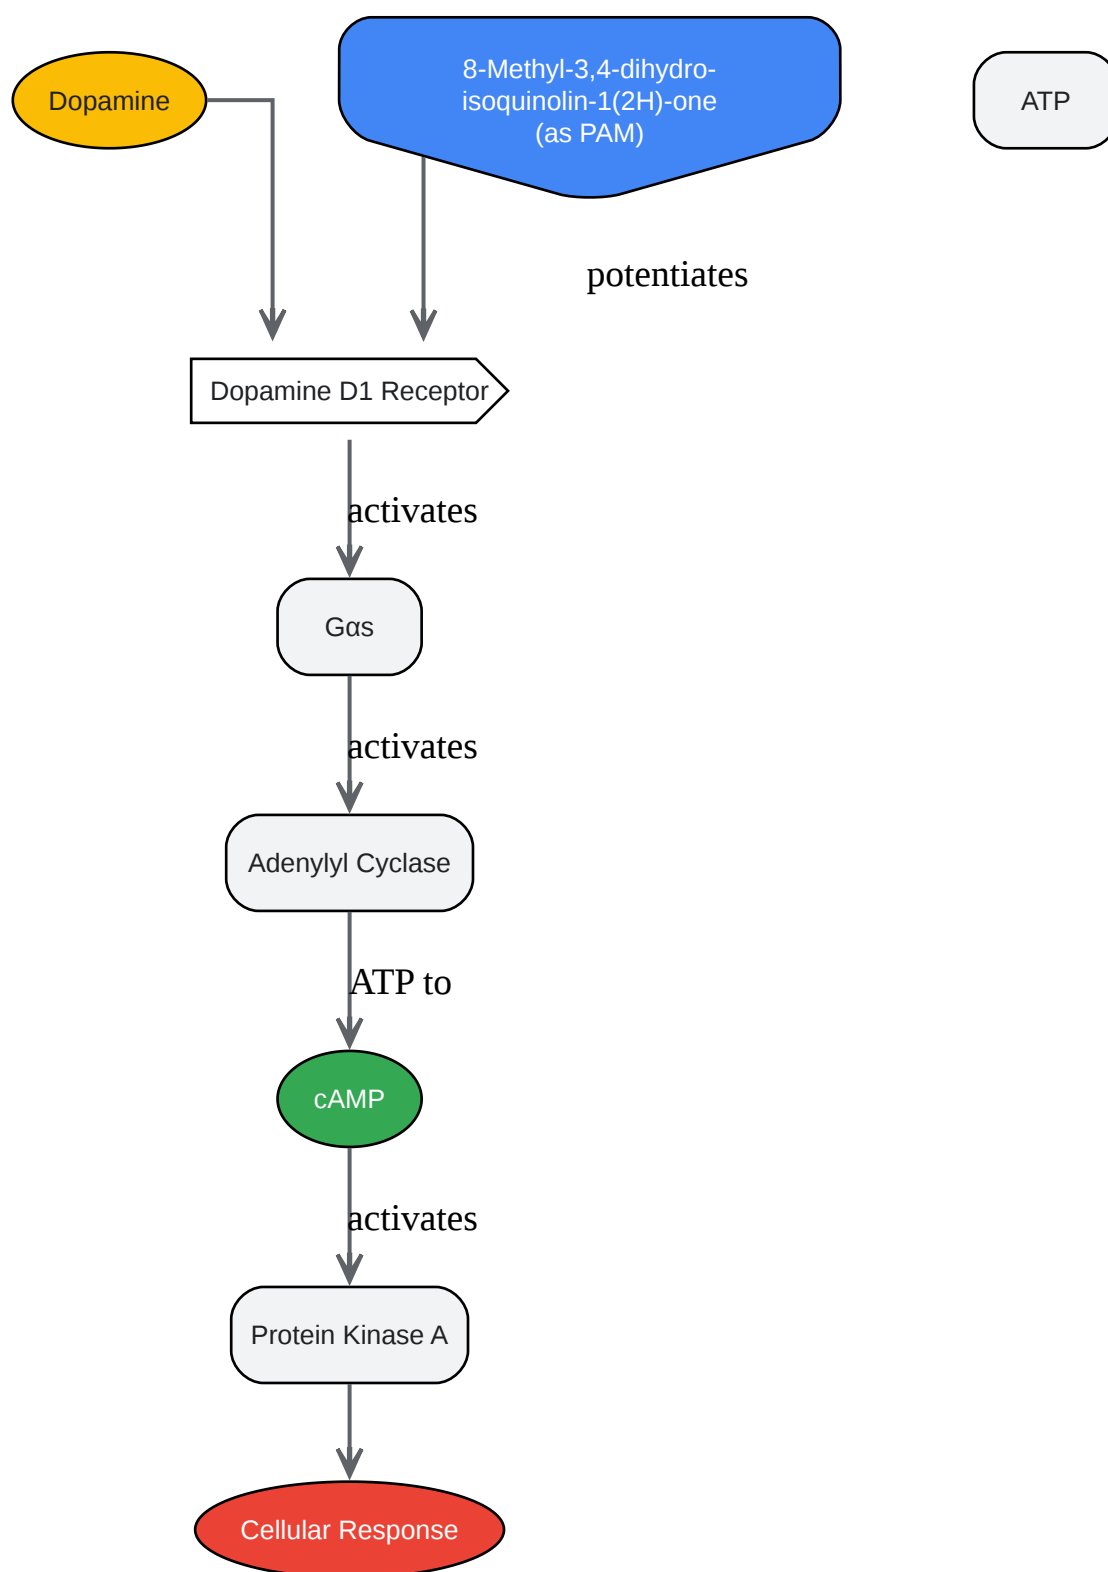 Dopamine
8-Methyl-3,4-dihydro-
isoquinolin-1(2H)-one
(as PAM)
ATP
potentiates
Dopamine D1 Receptor
activates
Gαs
activates
Adenylyl Cyclase
ATP to
cAMP
activates
Protein Kinase A
Cellular Response